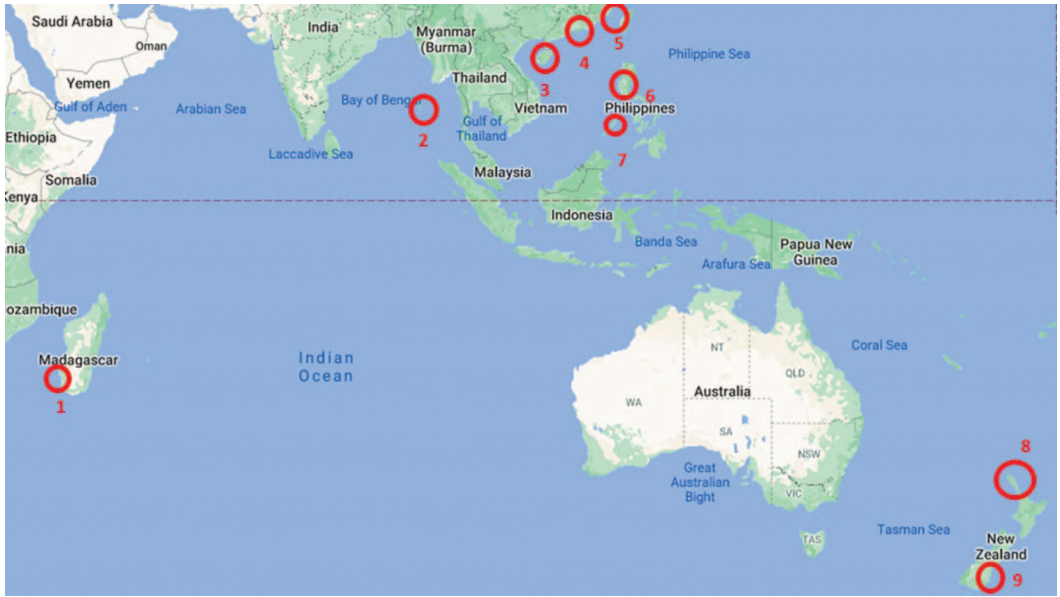 Saudi Arabia
Oman
Yemen
Gulf of Aden
Arabian Sea
India
Myanmar
(Burma)
Bay of Bengal
Thailand
Vietnam
Gulf of
Thailand
Laccadive Sea
Philippine Sea
Philippines
Ethiopia
Somalia
Kenya
nia
Malaysia
Indonesia
Banda Sea
Arafura Sea
Papua New
Guinea
ozambique
Madagascar
Indian
Ocean
Coral Sea
NT
QLD
Australia
WA
SA
NSW
VIC
TAS
Great
Australian
Bight
Tasman Sea
New
Zealand
1
2
3
4
5
6
7
8
9